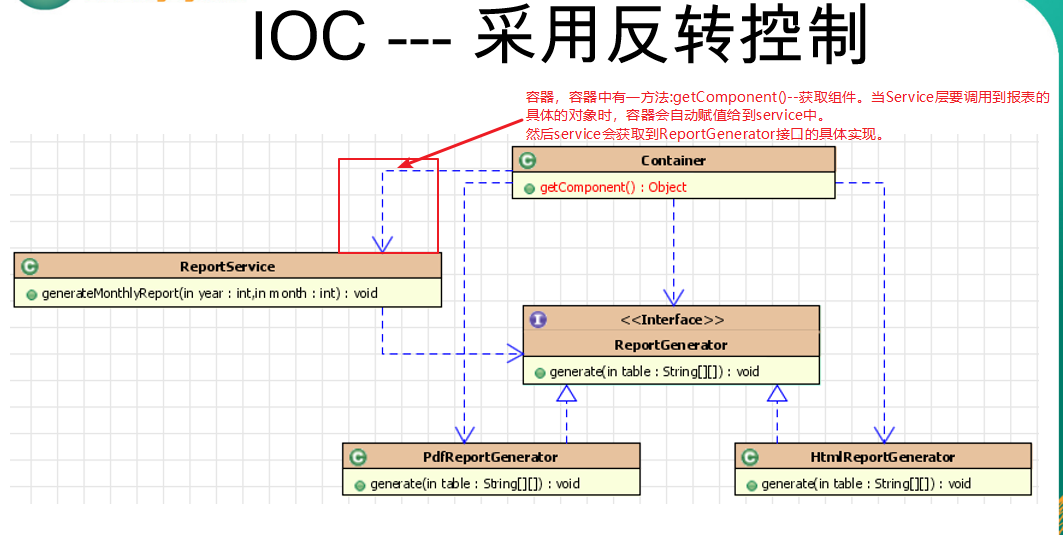 IOC --- 采用反转控制
容器，容器中有一方法:getComponent()--获取组件。当Service层要调用到报表的
具体的对象时，容器会自动赋值给到service中。
然后service会获取到ReportGenerator接口的具体实现。
C Container
getComponent() : Object
C ReportService
generateMonthlyReport(in year : int,in month : int) : void
I <<Interface>>
ReportGenerator
generate(in table : String[][]) : void
C PdfReportGenerator
generate(in table : String[][]) : void
C HtmlReportGenerator
generate(in table : String[][]) : void